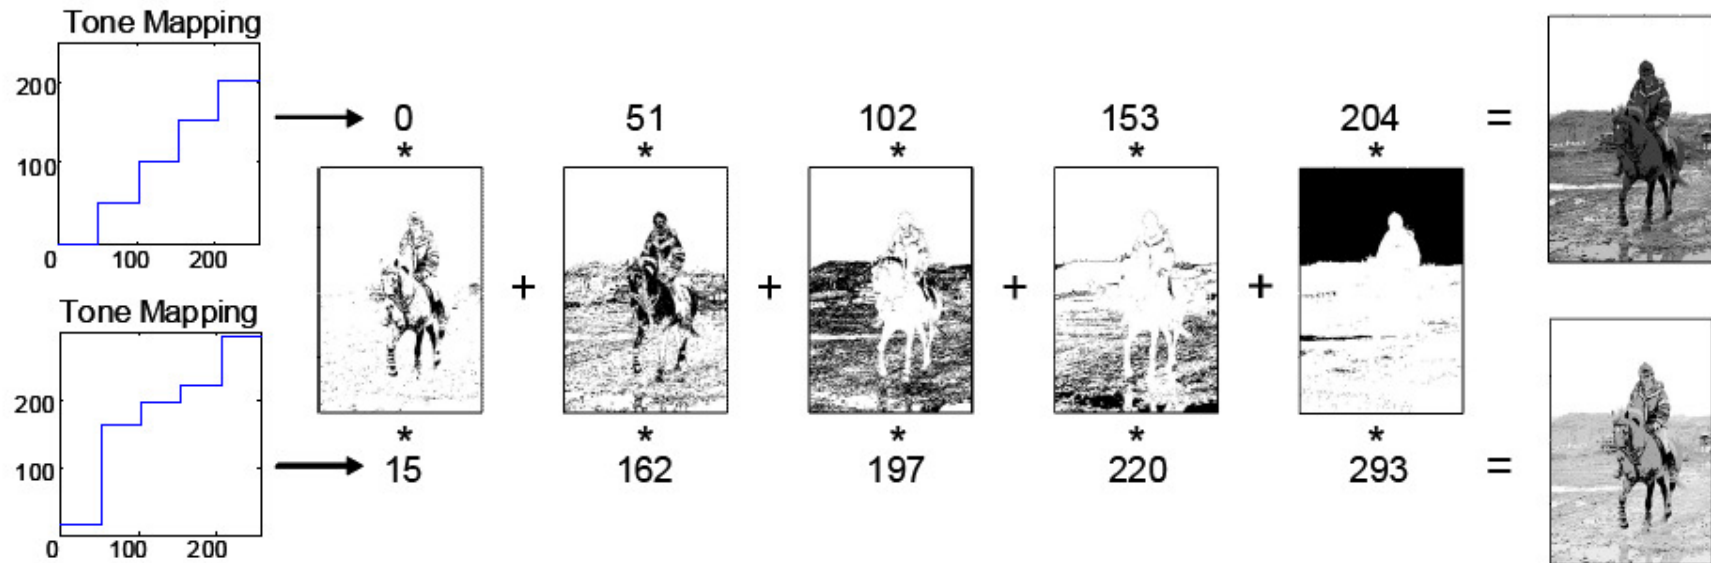 Tone Mapping
200
100
0 100 200
0 51 102 153 204 =
* * * * *
+ + + +
Tone Mapping
200
100
0 100 200
* * * * *
15 162 197 220 293 =